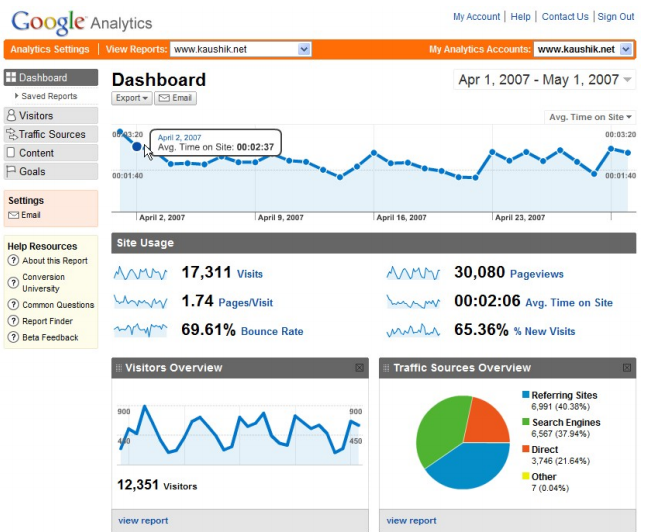 Google Analytics
My Account | Help | Contact Us | Sign Out
Analytics Settings | View Reports: www.kaushik.net
My Analytics Accounts: www.kaushik.net
Dashboard
Saved Reports
Visitors
Traffic Sources
Content
Goals
Settings
Email
Help Resources
About this Report
Conversion
University
Common Questions
Report Finder
Beta Feedback
Dashboard
Apr 1, 2007 - May 1, 2007
Export
Email
Avg. Time on Site
00:03:20
April 2, 2007
Avg. Time on Site: 00:02:37
00:03:20
00:01:40
00:01:40
April 2, 2007
April 9, 2007
April 16, 2007
April 23, 2007
Site Usage
17,311 Visits
30,080 Pageviews
1.74 Pages/Visit
00:02:06 Avg. Time on Site
69.61% Bounce Rate
65.36% % New Visits
Visitors Overview
900
900
450
450
12,351 Visitors
view report
Traffic Sources Overview
Referring Sites
6,991 (40.38%)
Search Engines
6,567 (37.94%)
Direct
3,746 (21.64%)
Other
7 (0.04%)
view report